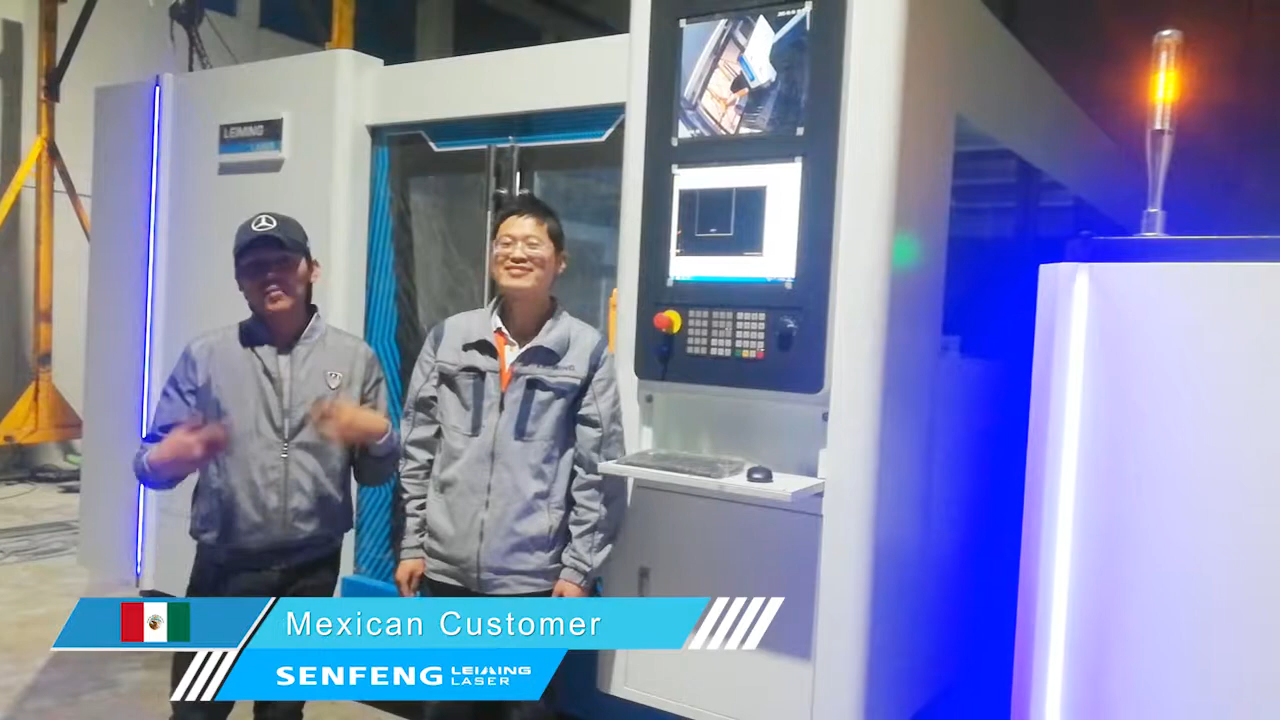 LEIMING
LASER
Mexican Customer
SENFENG LEIMING
LASER